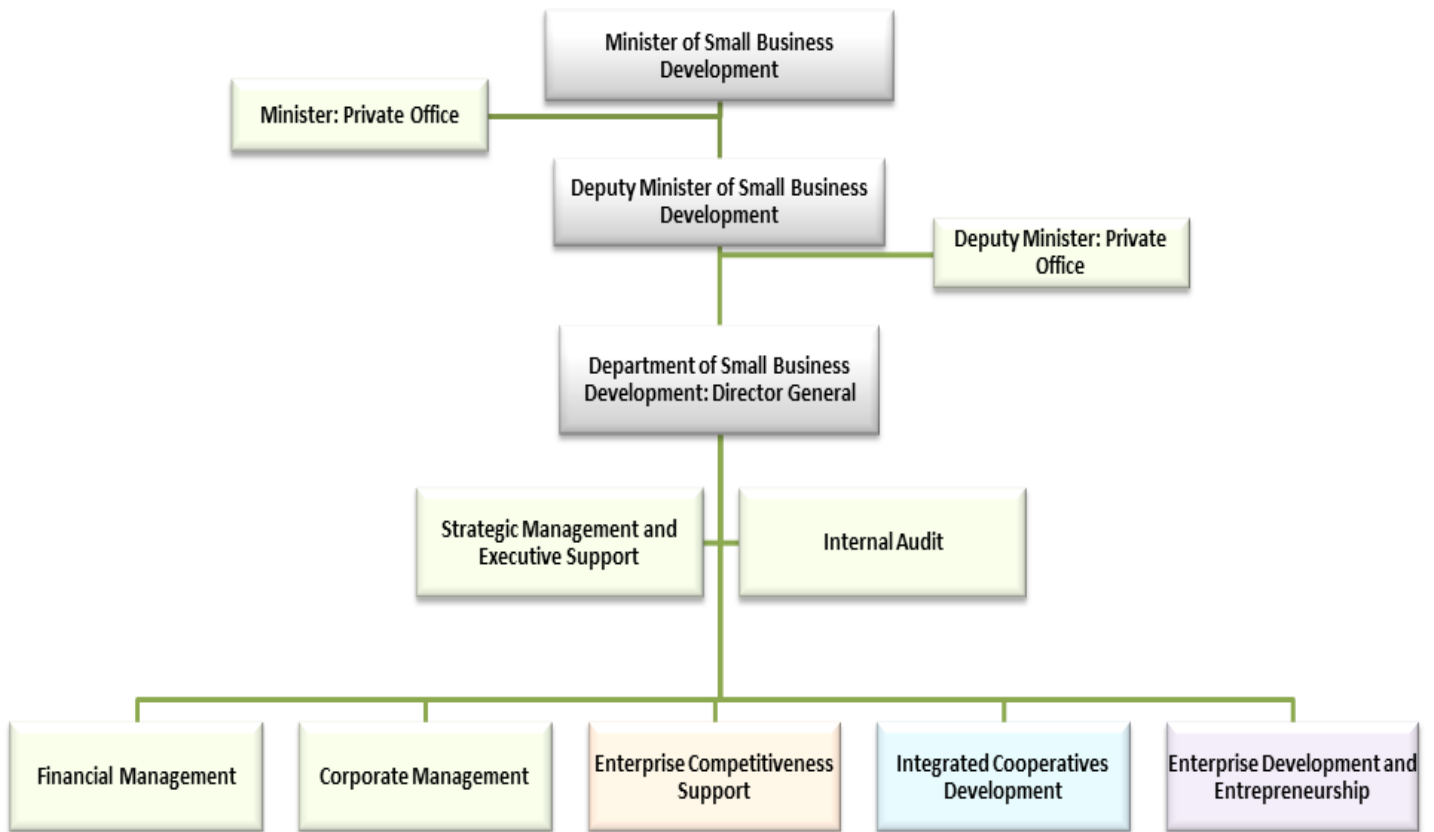 Minister of Small Business
Development
Minister: Private Office
Deputy Minister of Small Business
Development
Deputy Minister: Private
Office
Department of Small Business
Development: Director General
Strategic Management and
Executive Support
Internal Audit
Financial Management
Corporate Management
Enterprise Competitiveness
Support
Integrated Cooperatives
Development
Enterprise Development and
Entrepreneurship